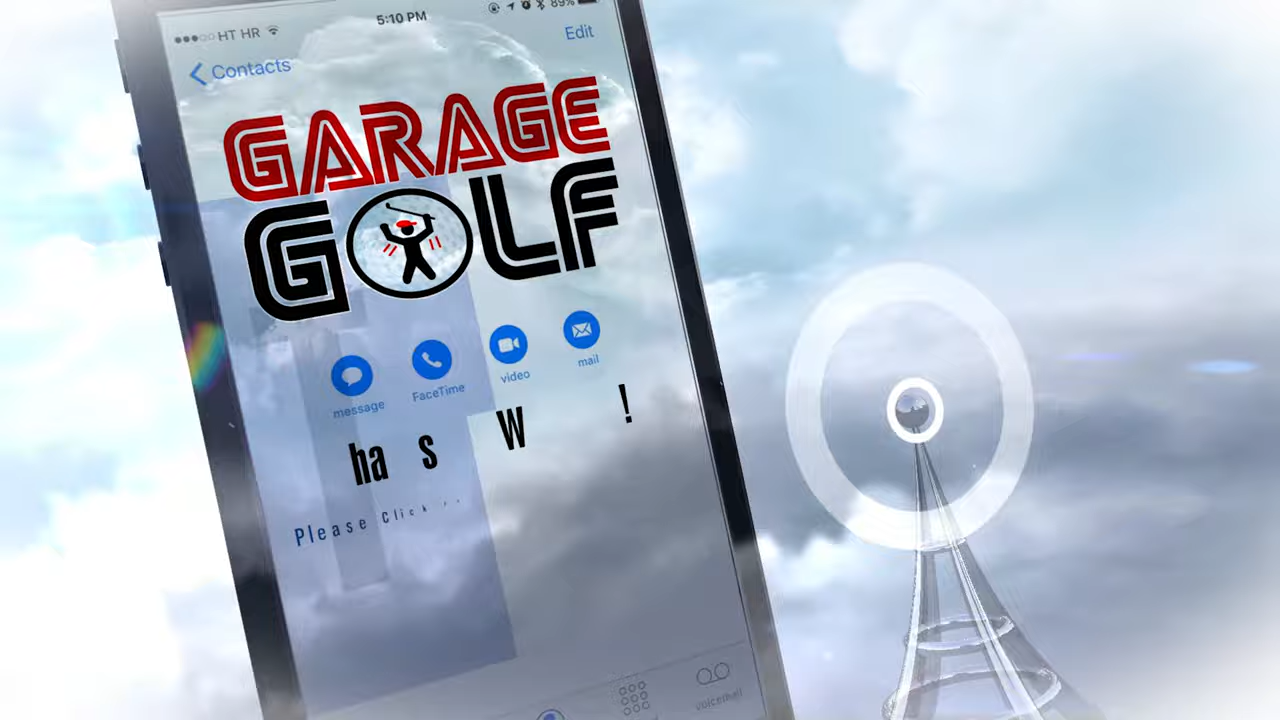 HT HR 5:10 PM 89%
Contacts Edit
GARAGE
GOLF
message FaceTime video mail
ha s W !
Please Click
voicemail